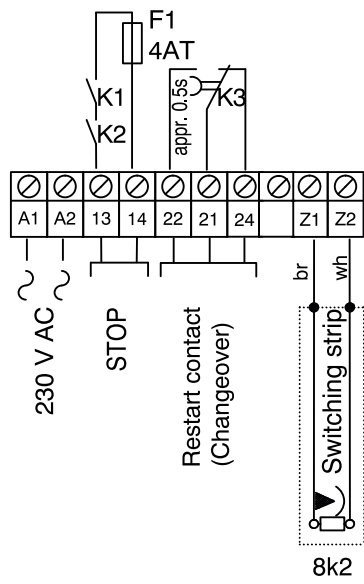 F1
4AT
K1
K2
appr. 0.5s
K3
A1 A2 13 14 22 21 24 Z1 Z2
br
wh
230 V AC
STOP
Restart contact
(Changeover)
Switching strip
8k2